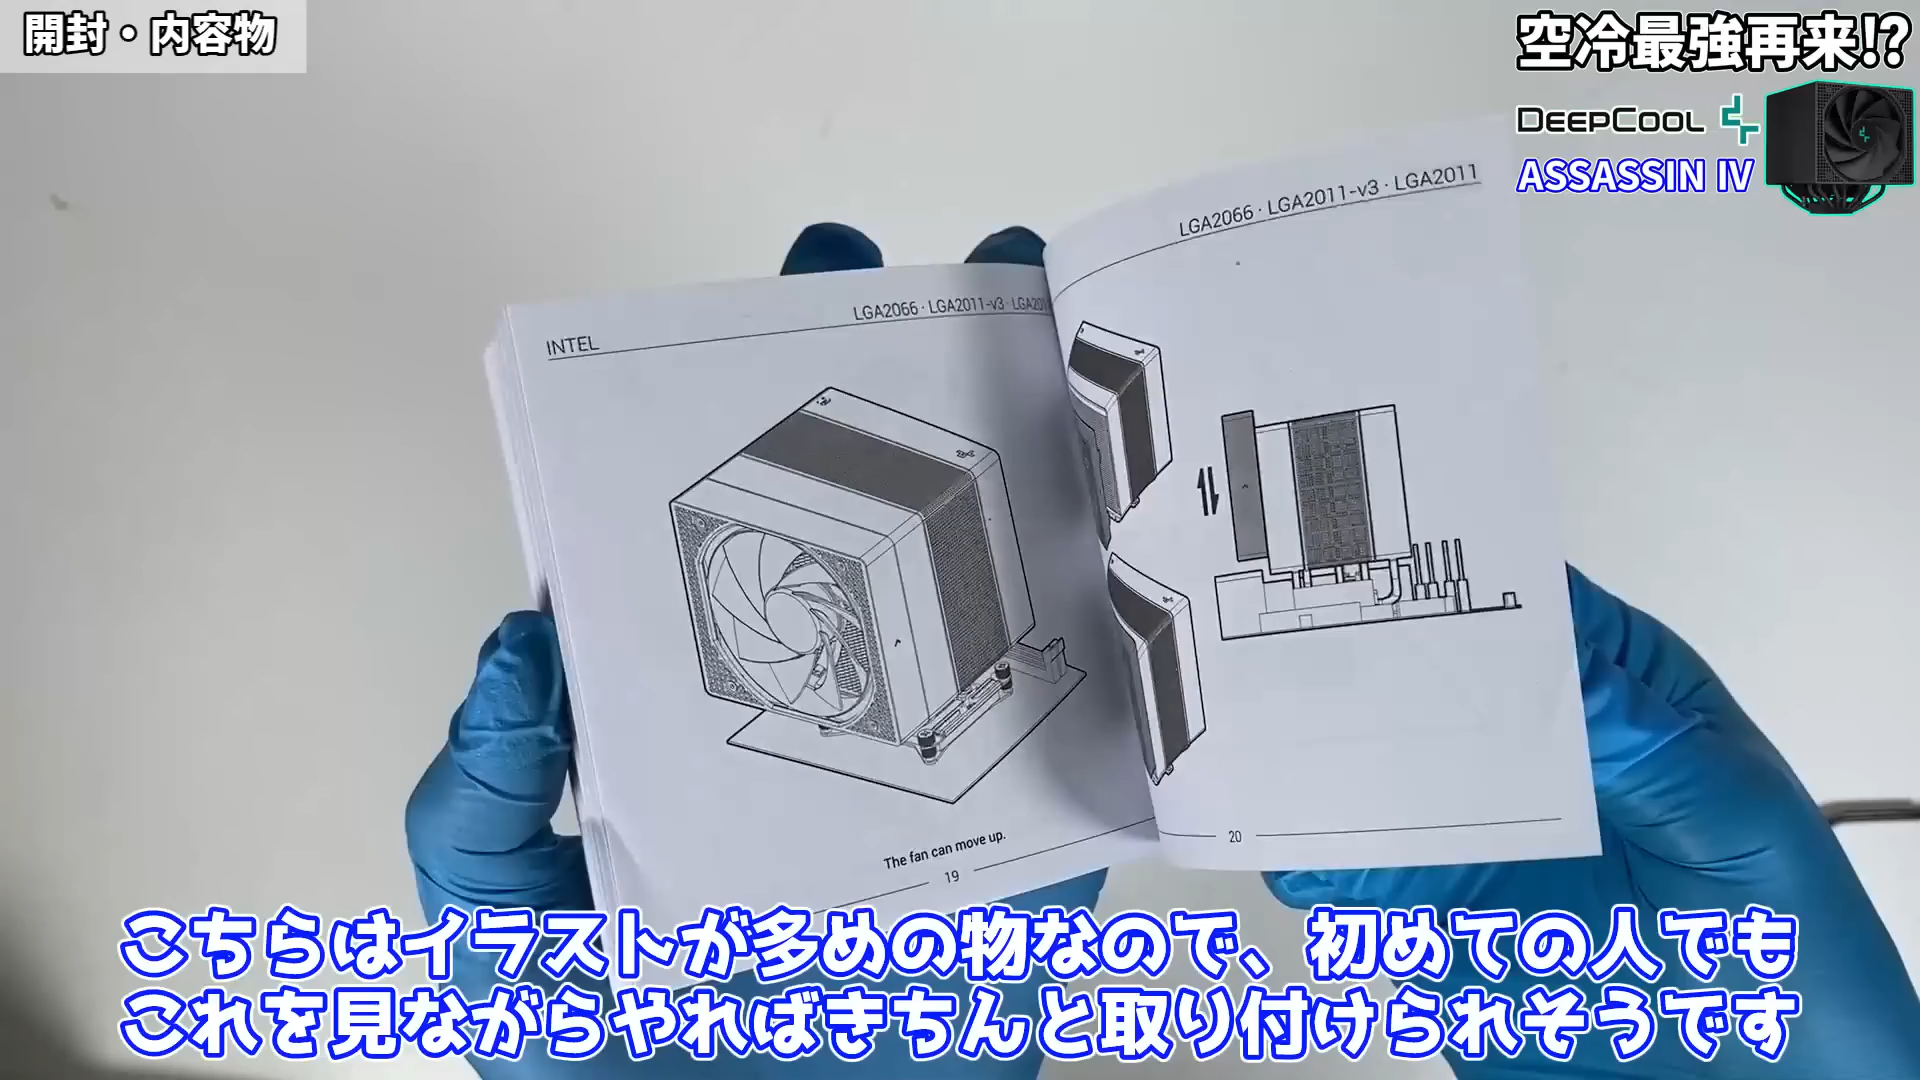 開封・内容物
空冷最強再来!?
DEEPCOOL
ASSASSIN IV
INTEL
LGA2066 · LGA2011-v3 · LGA201
The fan can move up.
19
LGA2066 · LGA2011-v3 · LGA2011
20
こちらはイラストが多めの物なので、初めての人でも
これを見ながらやればきちんと取り付けられそうです